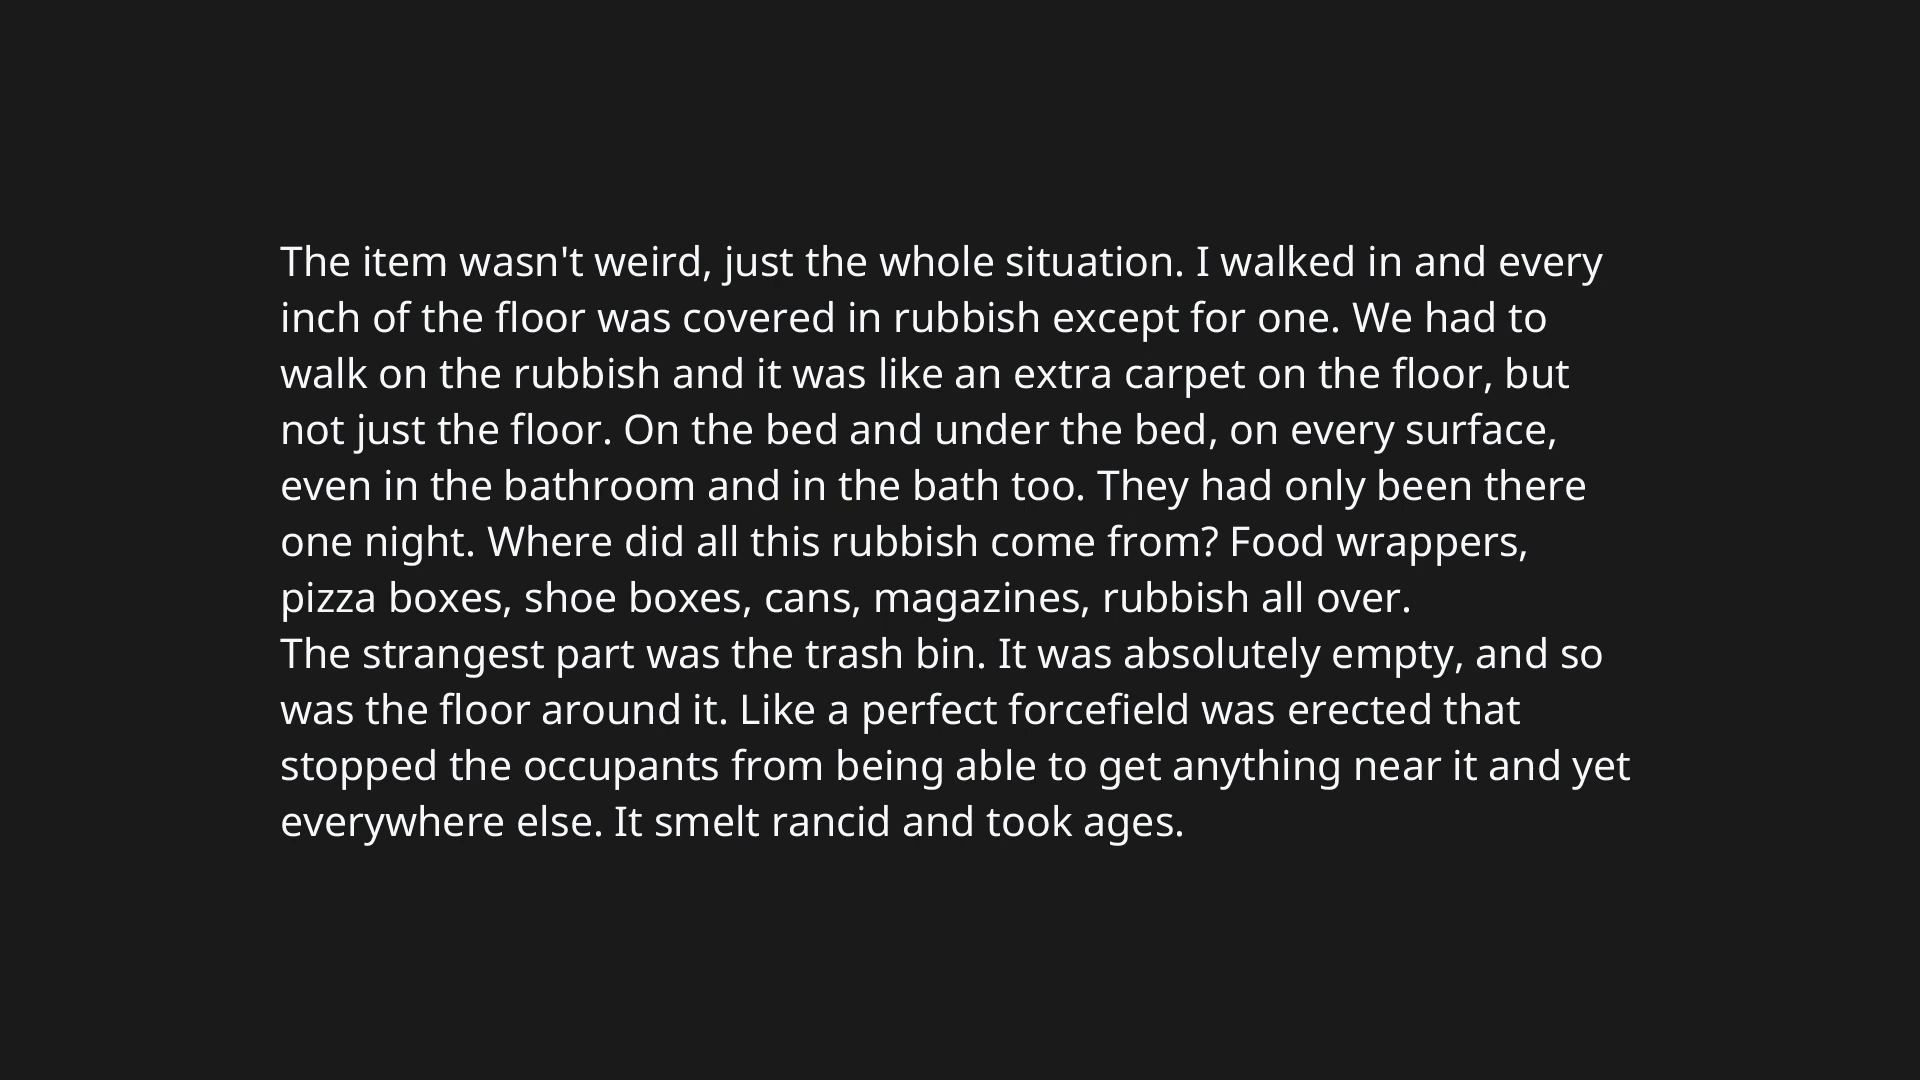 The item wasn't weird, just the whole situation. I walked in and every
inch of the floor was covered in rubbish except for one. We had to
walk on the rubbish and it was like an extra carpet on the floor, but
not just the floor. On the bed and under the bed, on every surface,
even in the bathroom and in the bath too. They had only been there
one night. Where did all this rubbish come from? Food wrappers,
pizza boxes, shoe boxes, cans, magazines, rubbish all over.
The strangest part was the trash bin. It was absolutely empty, and so
was the floor around it. Like a perfect forcefield was erected that
stopped the occupants from being able to get anything near it and yet
everywhere else. It smelt rancid and took ages.